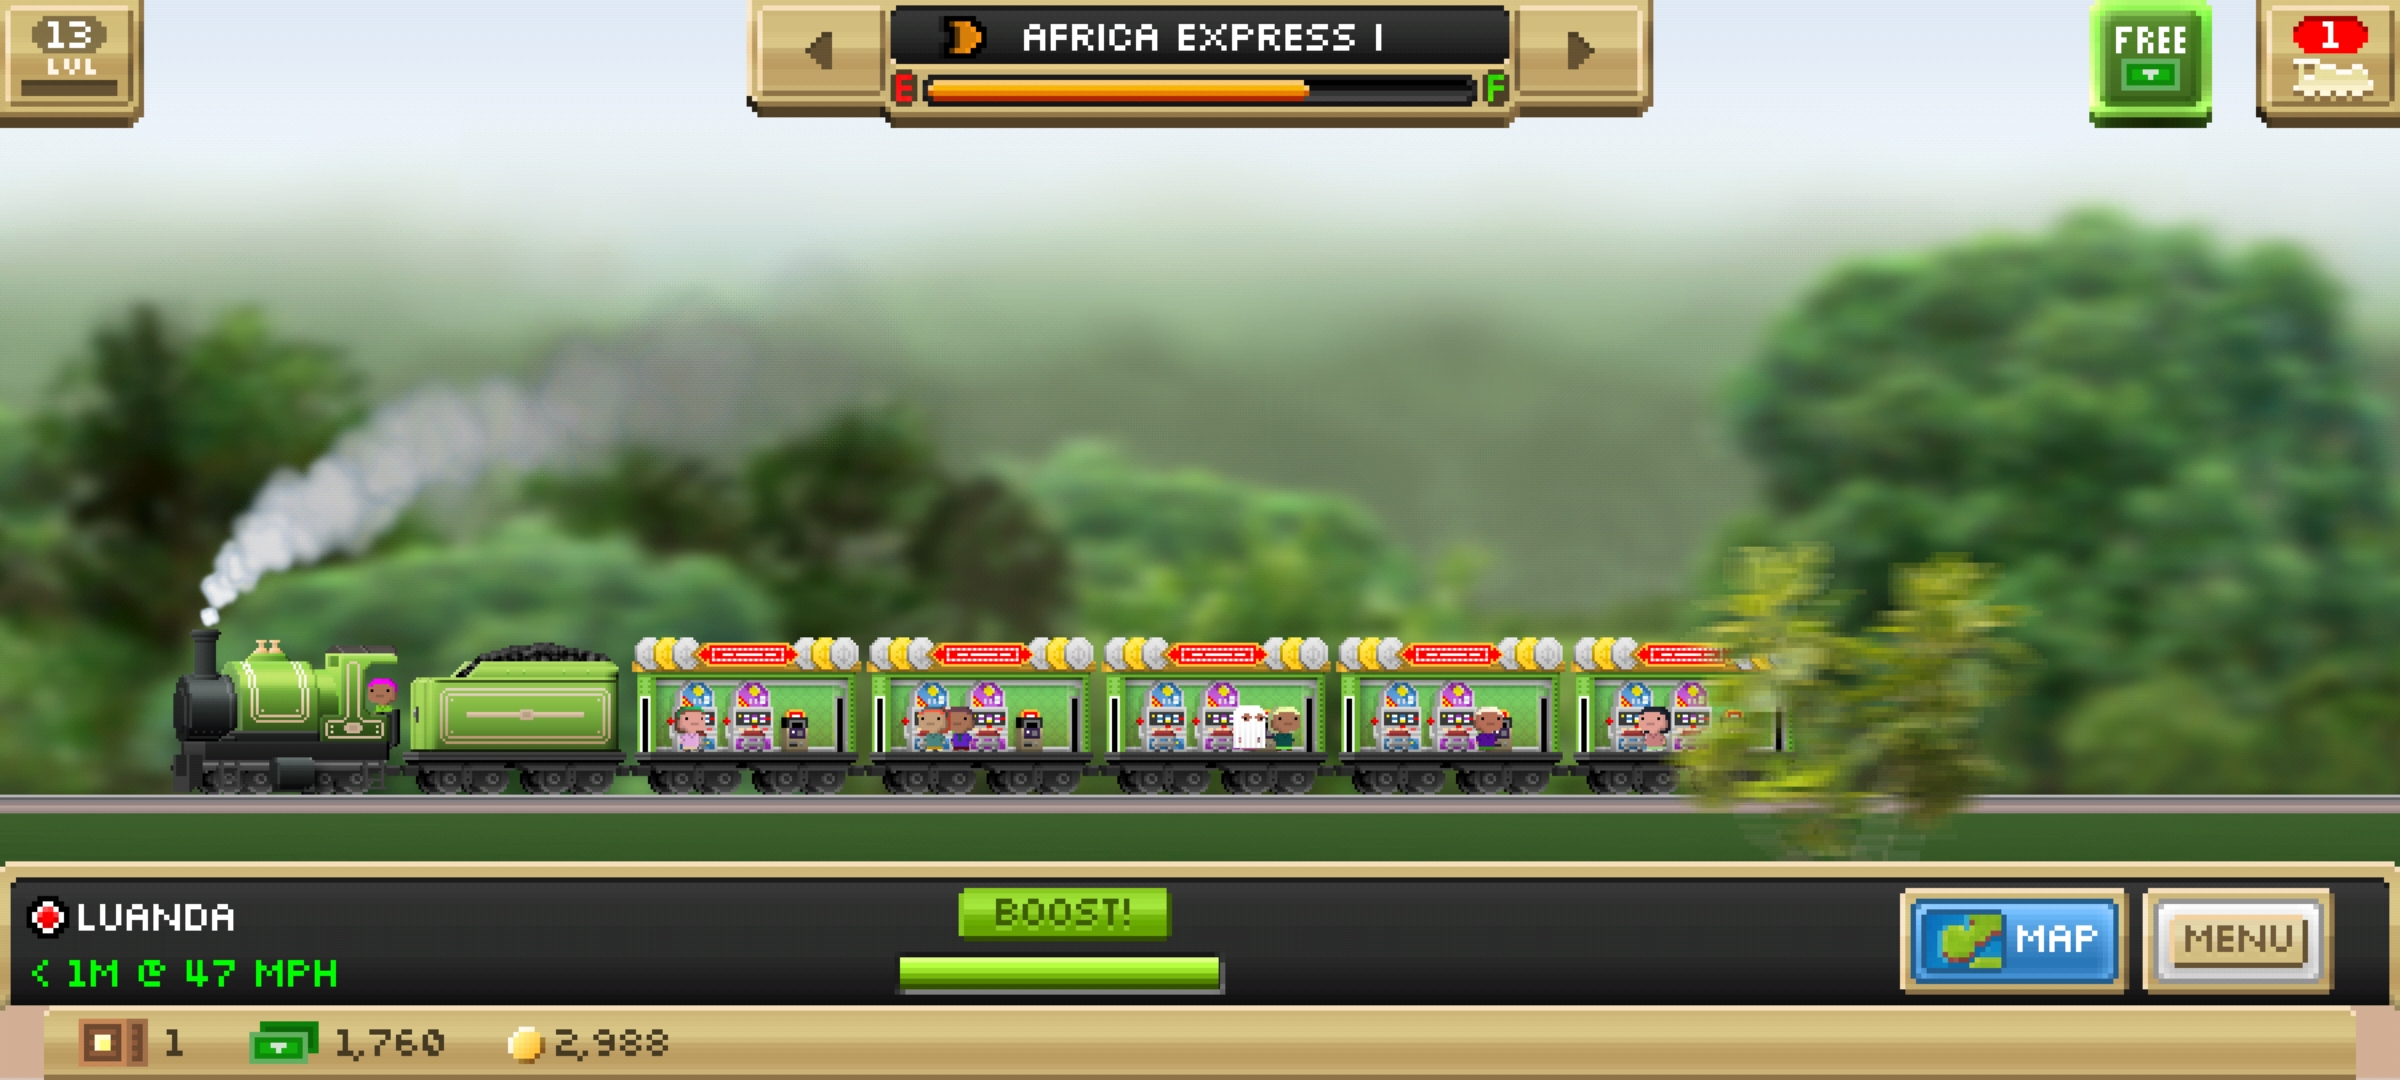 13
LVL
AFRICA EXPRESS I
E
F
FREE
1
LUANDA
< 1M @ 47 MPH
BOOST!
MAP
MENU
1
1,760
2,988